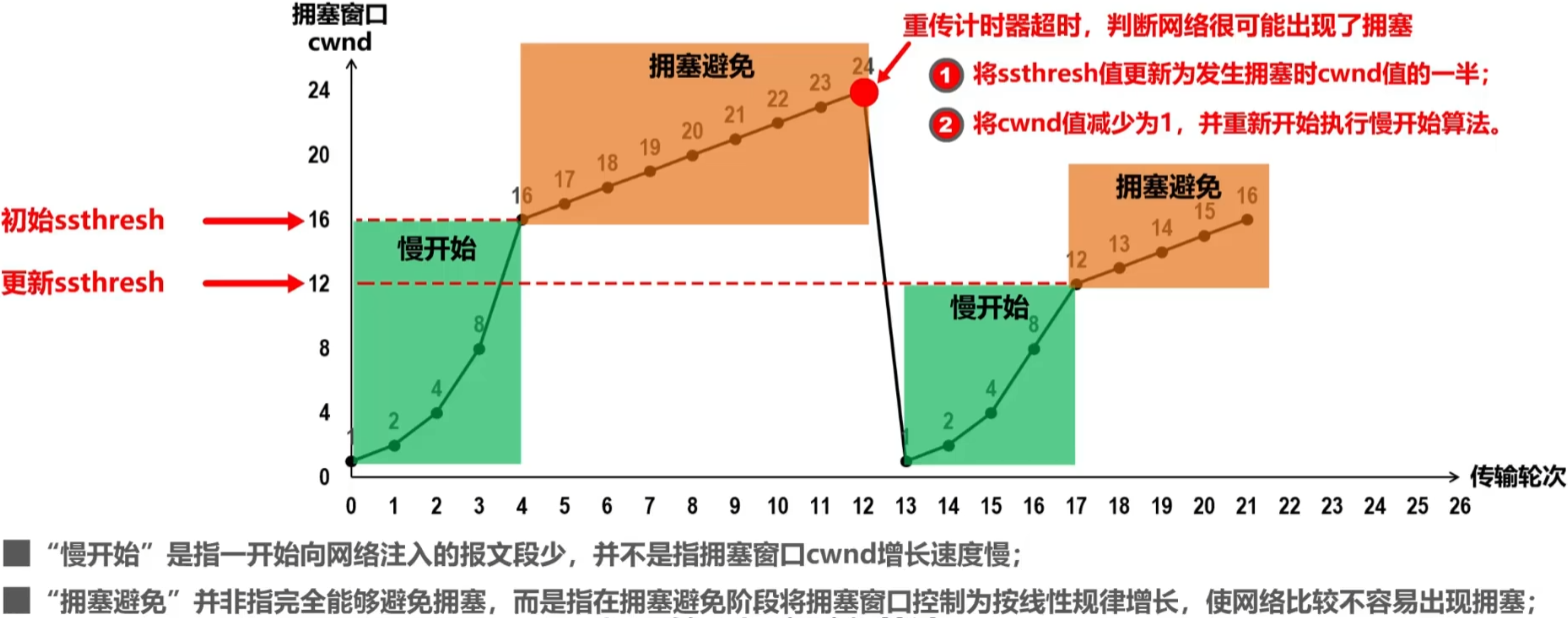 拥塞窗口
cwnd
重传计时器超时，判断网络很可能出现了拥塞
1 将ssthresh值更新为发生拥塞时cwnd值的一半；
2 将cwnd值减少为1，并重新开始执行慢开始算法。
拥塞避免
24
23
22
21
20
19
18
17
16
慢开始
8
4
2
1
拥塞避免
16
15
14
13
12
慢开始
8
4
2
1
24
20
16
12
8
4
0
初始ssthresh
更新ssthresh
0 1 2 3 4 5 6 7 8 9 10 11 12 13 14 15 16 17 18 19 20 21 22 23 24 25 26
传输轮次
“慢开始”是指一开始向网络注入的报文段少，并不是指拥塞窗口cwnd增长速度慢；
“拥塞避免”并非指完全能够避免拥塞，而是指在拥塞避免阶段将拥塞窗口控制为按线性规律增长，使网络比较不容易出现拥塞；